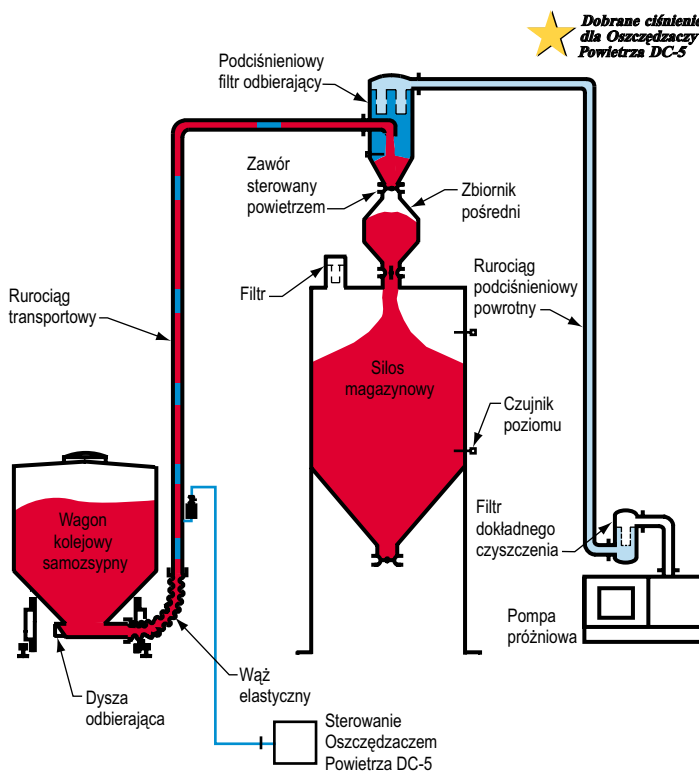 Dobrane ciśnienie
dla Oszczędzaczy
Powietrza DC-5
Podciśnieniowy
filtr odbierający
Zawór
sterowany
powietrzem
Zbiornik
pośredni
Filtr
Rurociąg
podciśnieniowy
powrotny
Rurociąg
transportowy
Silos
magazynowy
Czujnik
poziomu
Wagon
kolejowy
samozsypny
Filtr
dokładnego
czyszczenia
Pompa
próżniowa
Wąż
elastyczny
Dysza
odbierająca
Sterowanie
Oszczędzaczem
Powietrza DC-5